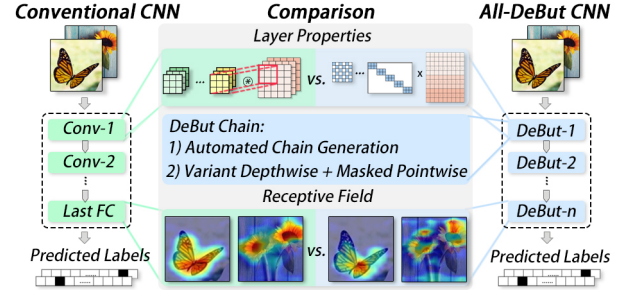 Conventional CNN
Comparison
All-DeBut CNN
Layer Properties
... vs. ... x
Conv-1
Conv-2
Last FC
Predicted Labels
......
DeBut Chain:
1) Automated Chain Generation
2) Variant Depthwise + Masked Pointwise
Receptive Field
vs.
DeBut-1
DeBut-2
DeBut-n
Predicted Labels
......